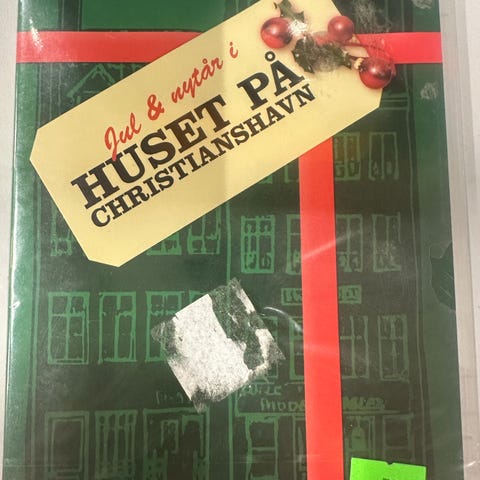 Jul & nytår i
HUSET PÅ
CHRISTIANSHAVN